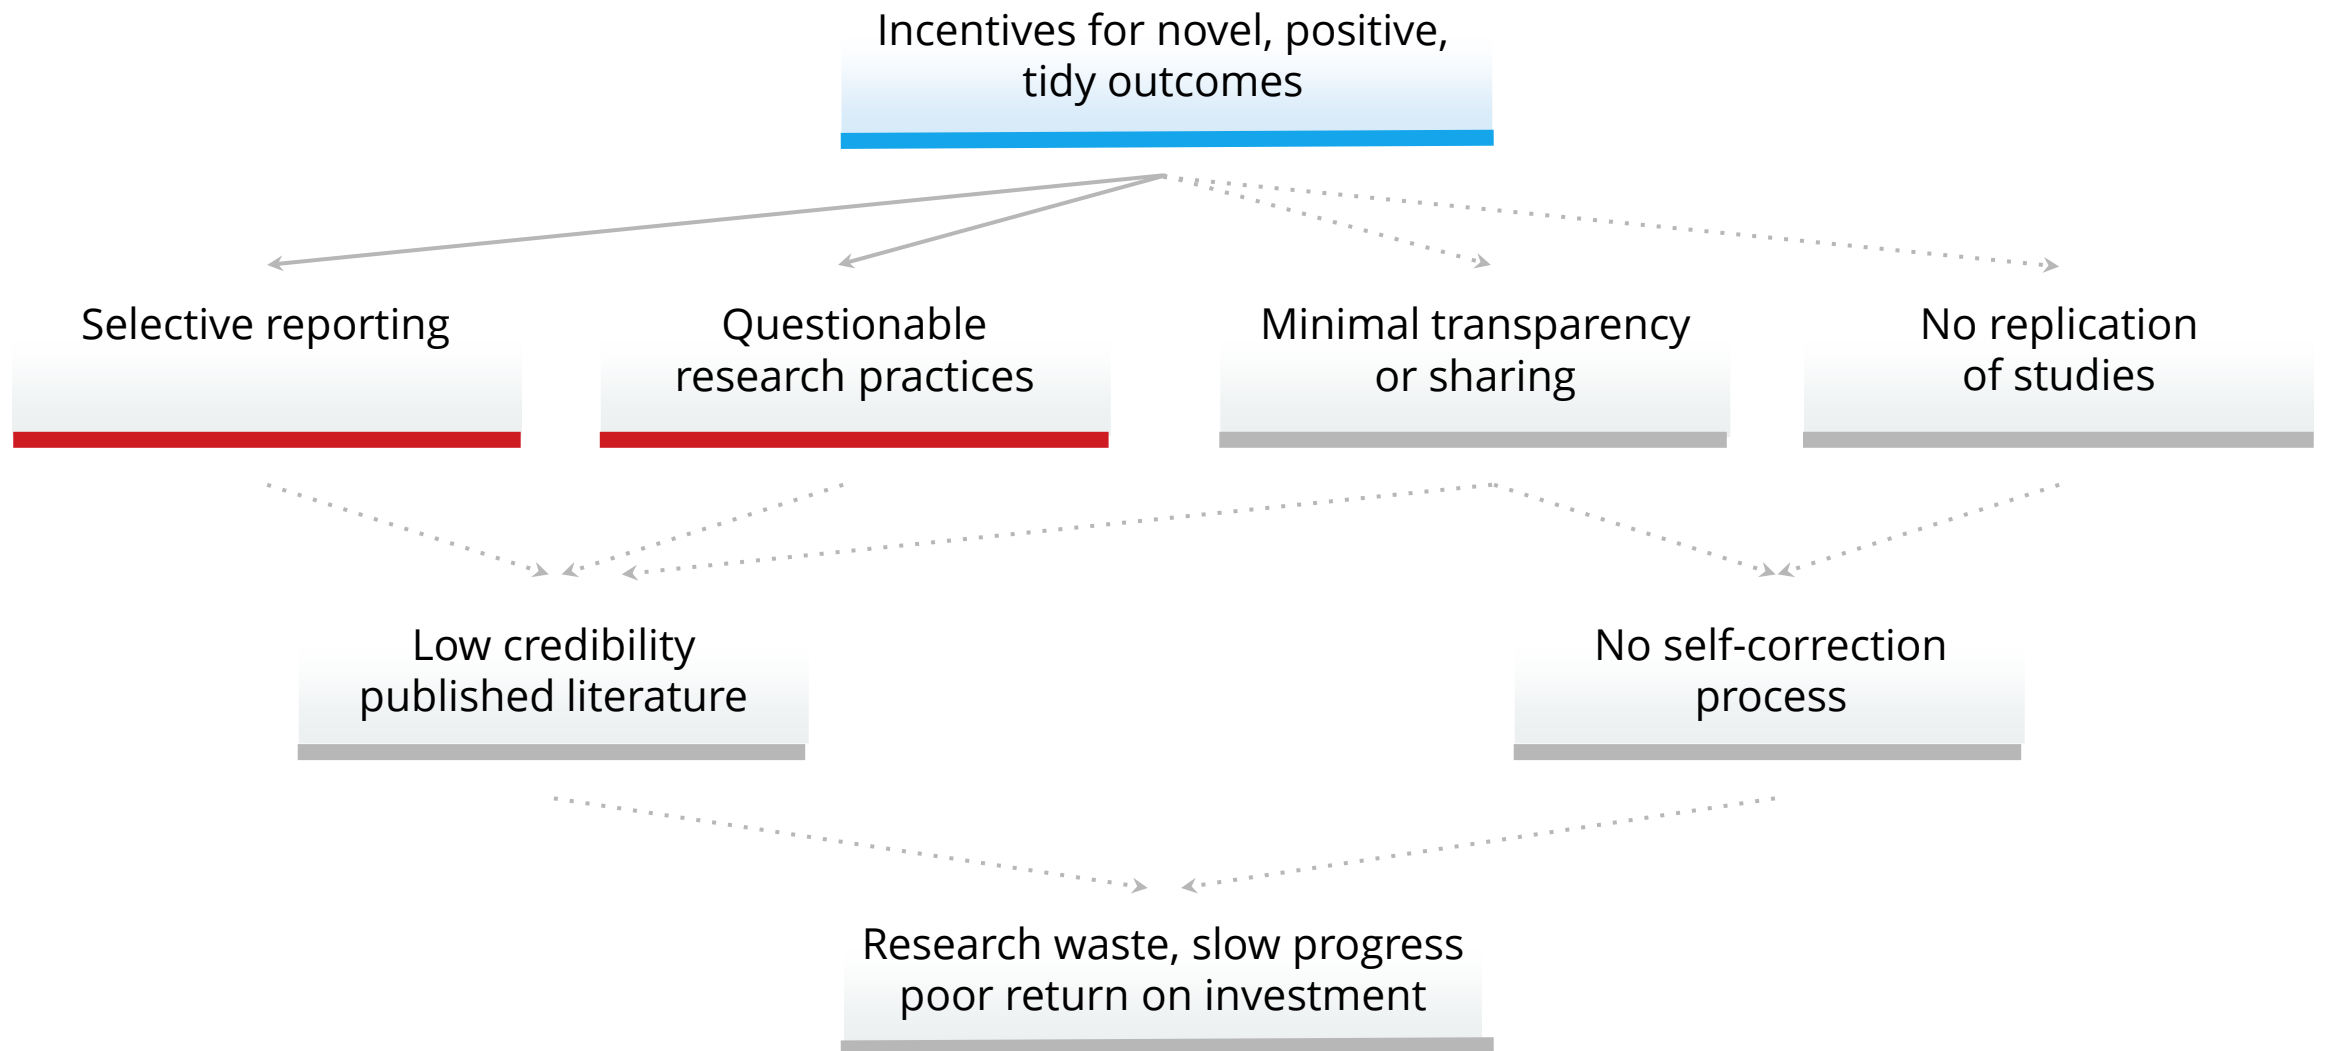 Incentives for novel, positive,
tidy outcomes
Selective reporting
Questionable
research practices
Minimal transparency
or sharing
No replication
of studies
Low credibility
published literature
No self-correction
process
Research waste, slow progress
poor return on investment